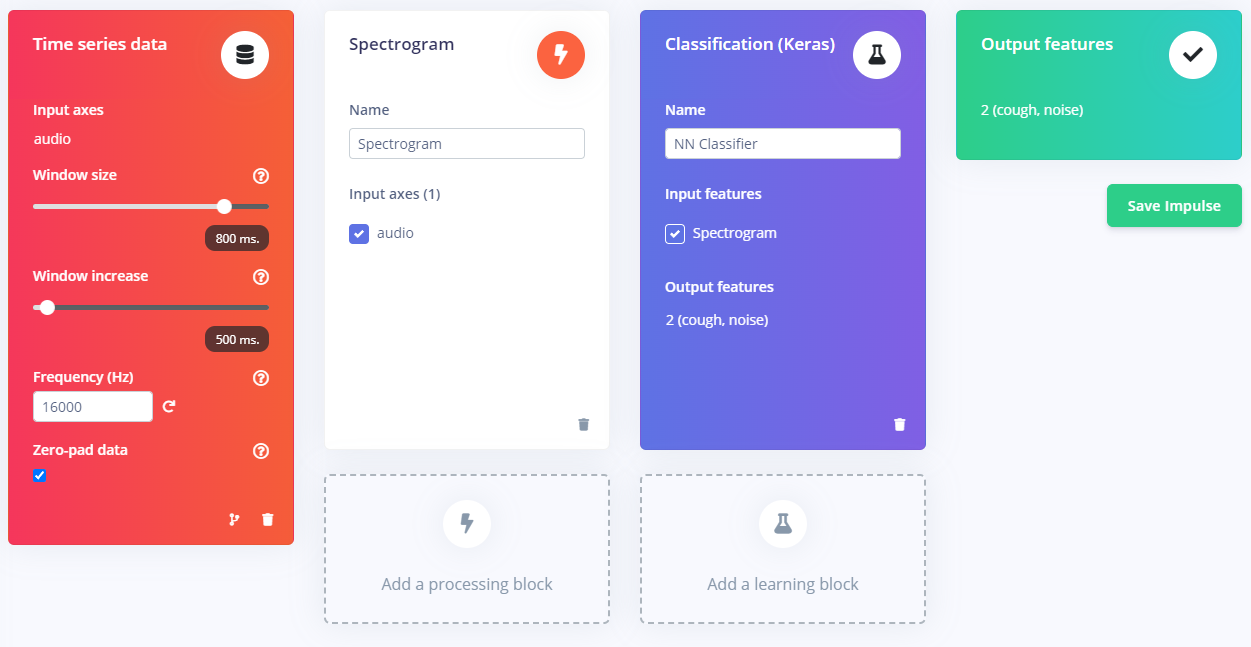 Time series data
Input axes
audio
Window size
?
800 ms.
Window increase
?
500 ms.
Frequency (Hz)
?
16000
Zero-pad data
?
Spectrogram
Name
Spectrogram
Input axes (1)
audio
Add a processing block
Classification (Keras)
Name
NN Classifier
Input features
Spectrogram
Output features
2 (cough, noise)
Add a learning block
Output features
2 (cough, noise)
Save Impulse